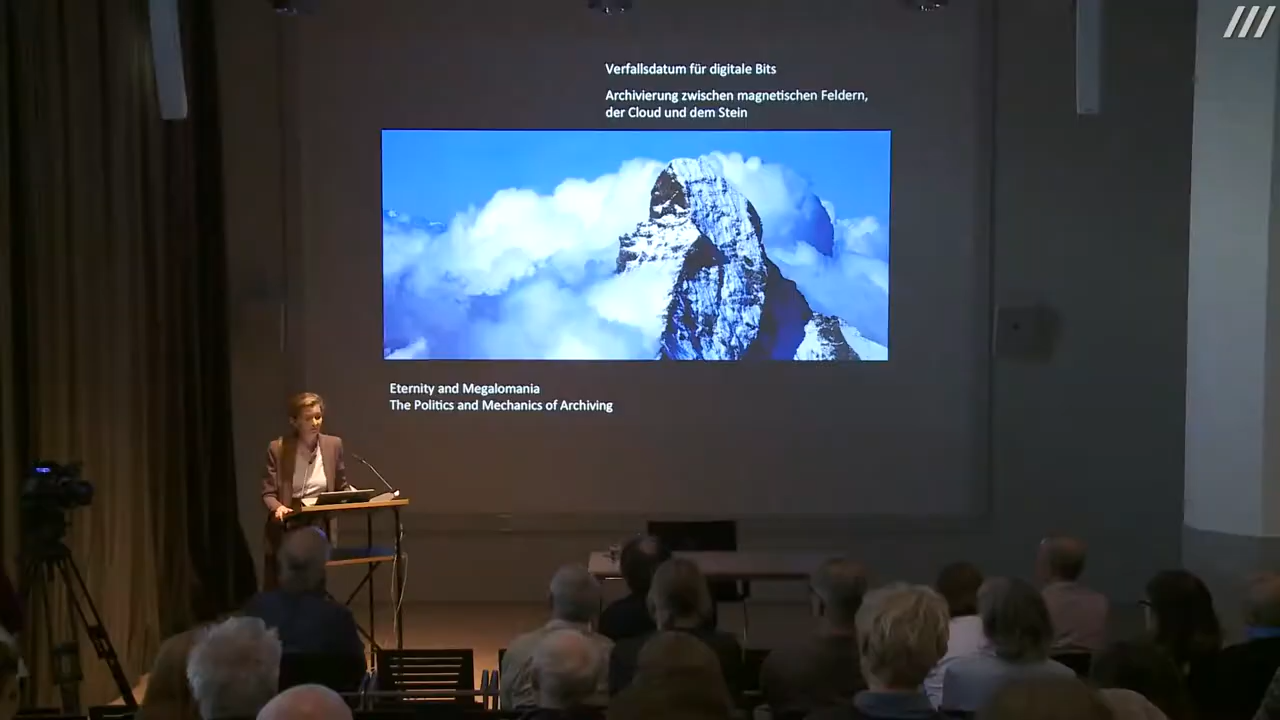 Verfallsdatum für digitale Bits
Archivierung zwischen magnetischen Feldern,
der Cloud und dem Stein
Eternity and Megalomania
The Politics and Mechanics of Archiving